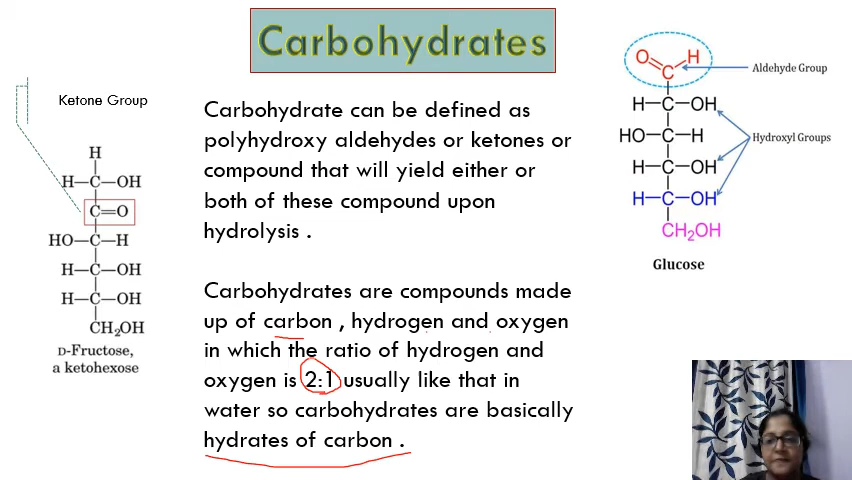 Carbohydrates
Ketone Group
H
H—C—OH
C=O
HO—C—H
H—C—OH
H—C—OH
CH₂OH
D-Fructose,
a ketohexose
Carbohydrate can be defined as
polyhydroxy aldehydes or ketones or
compound that will yield either or
both of these compound upon
hydrolysis .
Carbohydrates are compounds made
up of carbon , hydrogen and oxygen
in which the ratio of hydrogen and
oxygen is 2:1 usually like that in
water so carbohydrates are basically
hydrates of carbon .
O H
C
Aldehyde Group
H—C—OH
HO—C—H
Hydroxyl Groups
H—C—OH
H—C—OH
CH₂OH
Glucose